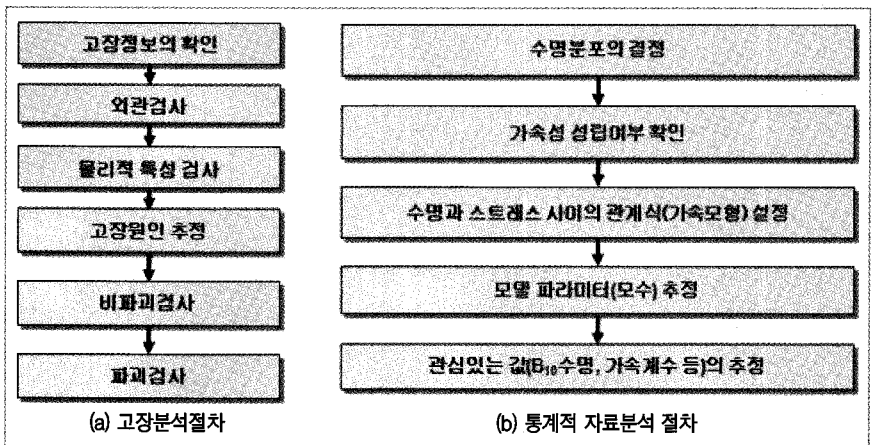 고장정보의 확인
외관검사
물리적 특성 검사
고장원인 추정
비파괴검사
파괴검사
(a) 고장분석절차
수명분포의 결정
가속성 성립여부 확인
수명과 스트레스 사이의 관계식(가속모형) 설정
모델 파라미터(모수) 추정
관심있는 값(B₁₀수명, 가속계수 등)의 추정
(b) 통계적 자료분석 절차